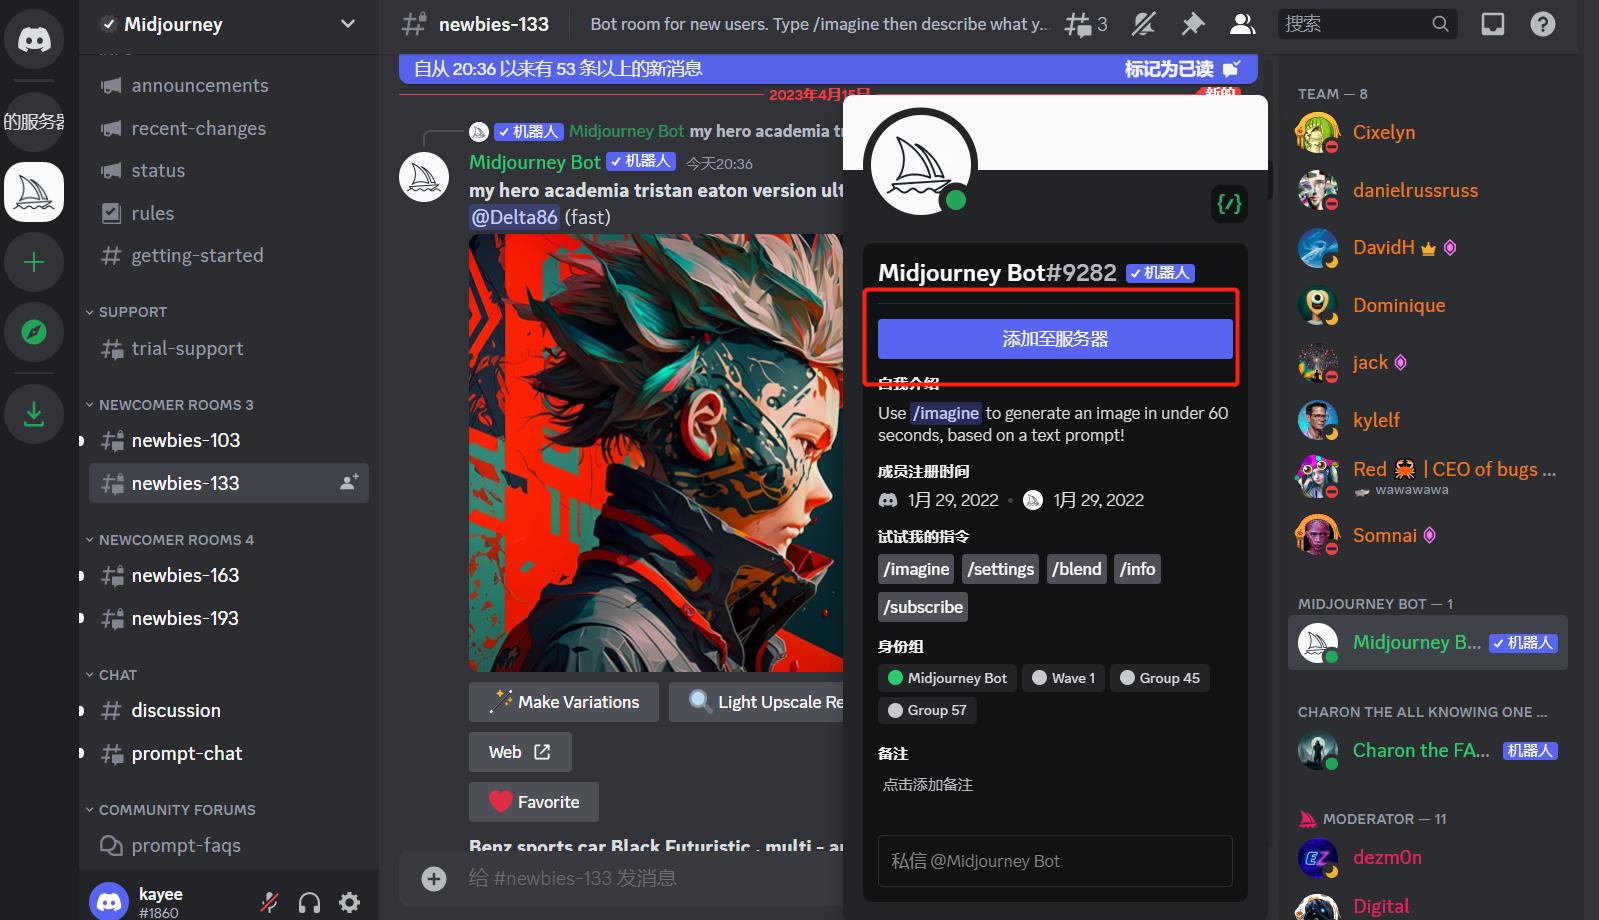 的服务器
Midjourney
announcements
recent-changes
status
rules
getting-started
SUPPORT
trial-support
NEWCOMER ROOMS 3
newbies-103
newbies-133
NEWCOMER ROOMS 4
newbies-163
newbies-193
CHAT
discussion
prompt-chat
COMMUNITY FORUMS
prompt-faqs
kayee
#1860
newbies-133
Bot room for new users. Type /imagine then describe what y...
3
搜索
自从 20:36 以来有 53 条以上的新消息
标记为已读
2023年4月15日
新的
机器人 Midjourney Bot my hero academia tr
Midjourney Bot 机器人 今天20:36
my hero academia tristan eaton version ult
@Delta86 (fast)
Make Variations
Light Upscale Re
Web
Favorite
Benz sports car Black Futuristic , multi - a
给 #newbies-133 发消息
Midjourney Bot#9282 机器人
添加至服务器
自我介绍
Use /imagine to generate an image in under 60
seconds, based on a text prompt!
成员注册时间
1月 29, 2022 • 1月 29, 2022
试试我的指令
/imagine /settings /blend /info
/subscribe
身份组
Midjourney Bot Wave 1 Group 45
Group 57
备注
点击添加备注
私信 @Midjourney Bot
TEAM — 8
Cixelyn
danielrussruss
DavidH
Dominique
jack
kylelf
Red 🦀 | CEO of bugs ...
wawawawa
Somnai
MIDJOURNEY BOT — 1
Midjourney B... 机器人
CHARON THE ALL KNOWING ONE ...
Charon the FA... 机器人
MODERATOR — 11
EZ
dezm0n
Digital